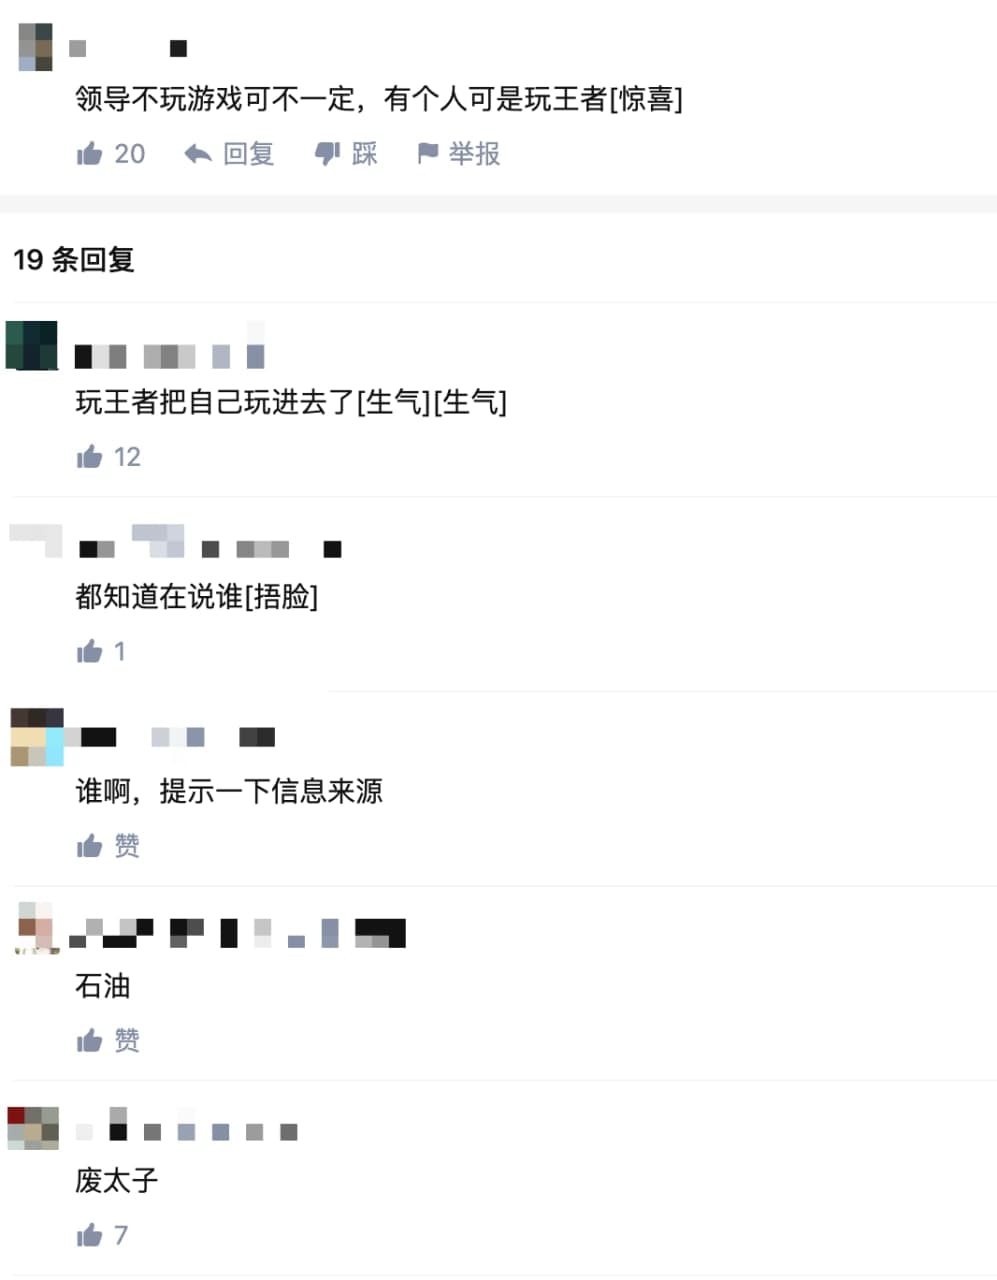 领导不玩游戏可不一定，有个人可是玩王者[惊喜]
20 回复 踩 举报
19 条回复
玩王者把自己玩进去了[生气][生气]
12
都知道在说谁[捂脸]
1
谁啊，提示一下信息来源
赞
石油
赞
废太子
7